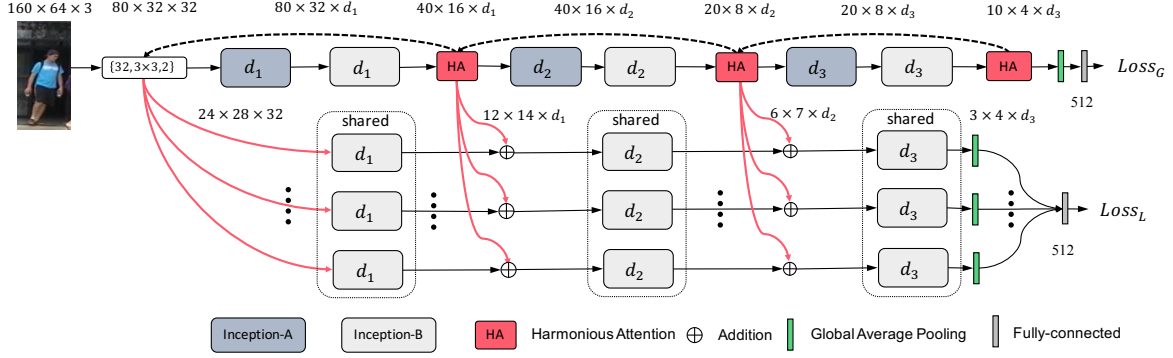 160 × 64 × 3
80 × 32 × 32
80 × 32 × d₁
40 × 16 × d₁
40 × 16 × d₂
20 × 8 × d₂
20 × 8 × d₃
10 × 4 × d₃
{32,3×3,2}
d₁
d₁
HA
d₂
d₂
HA
d₃
d₃
HA
Loss_G
512
24 × 28 × 32
shared
12 × 14 × d₁
shared
6 × 7 × d₂
shared
3 × 4 × d₃
d₁
d₂
d₃
d₁
d₂
d₃
Loss_L
512
d₁
d₂
d₃
Inception-A
Inception-B
HA
Harmonious Attention
Addition
Global Average Pooling
Fully-connected